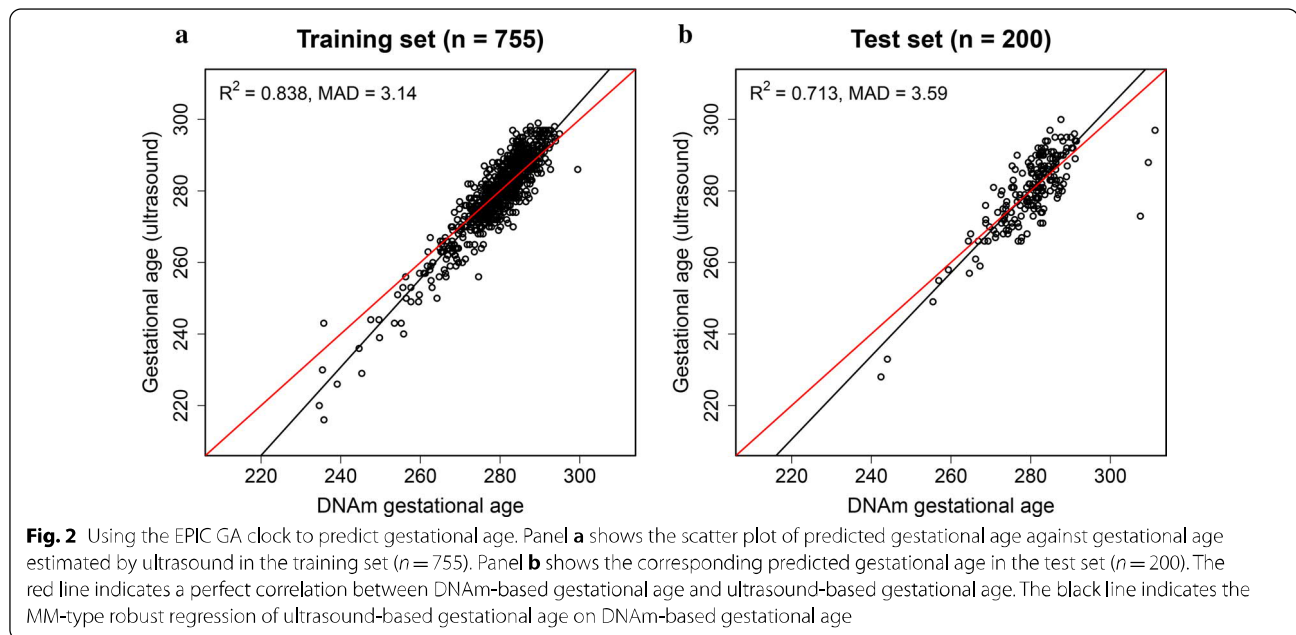 a Training set (n = 755)
R² = 0.838, MAD = 3.14
Gestational age (ultrasound)
300
280
260
240
220
220 240 260 280 300
DNAm gestational age
b Test set (n = 200)
R² = 0.713, MAD = 3.59
Gestational age (ultrasound)
300
280
260
240
220
220 240 260 280 300
DNAm gestational age
Fig. 2 Using the EPIC GA clock to predict gestational age. Panel a shows the scatter plot of predicted gestational age against gestational age
estimated by ultrasound in the training set (n = 755). Panel b shows the corresponding predicted gestational age in the test set (n = 200). The
red line indicates a perfect correlation between DNAm-based gestational age and ultrasound-based gestational age. The black line indicates the
MM-type robust regression of ultrasound-based gestational age on DNAm-based gestational age